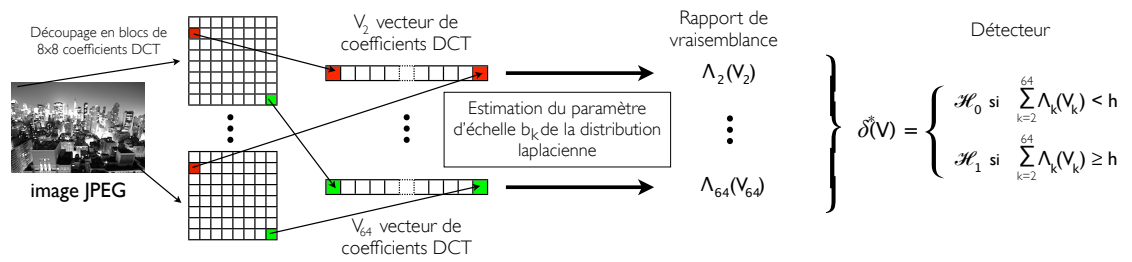 Découpage en blocs de
8x8 coefficients DCT
image JPEG
V2 vecteur de
coefficients DCT
Estimation du paramètre
d'échelle bk de la distribution
laplacienne
V64 vecteur de
coefficients DCT
Rapport de
vraisemblance
Λ2(V2)
Λ64(V64)
Détecteur
δ*(V) =
ℋ0 si 64∑k=2 Λk(Vk) < h
ℋ1 si 64∑k=2 Λk(Vk) ≥ h